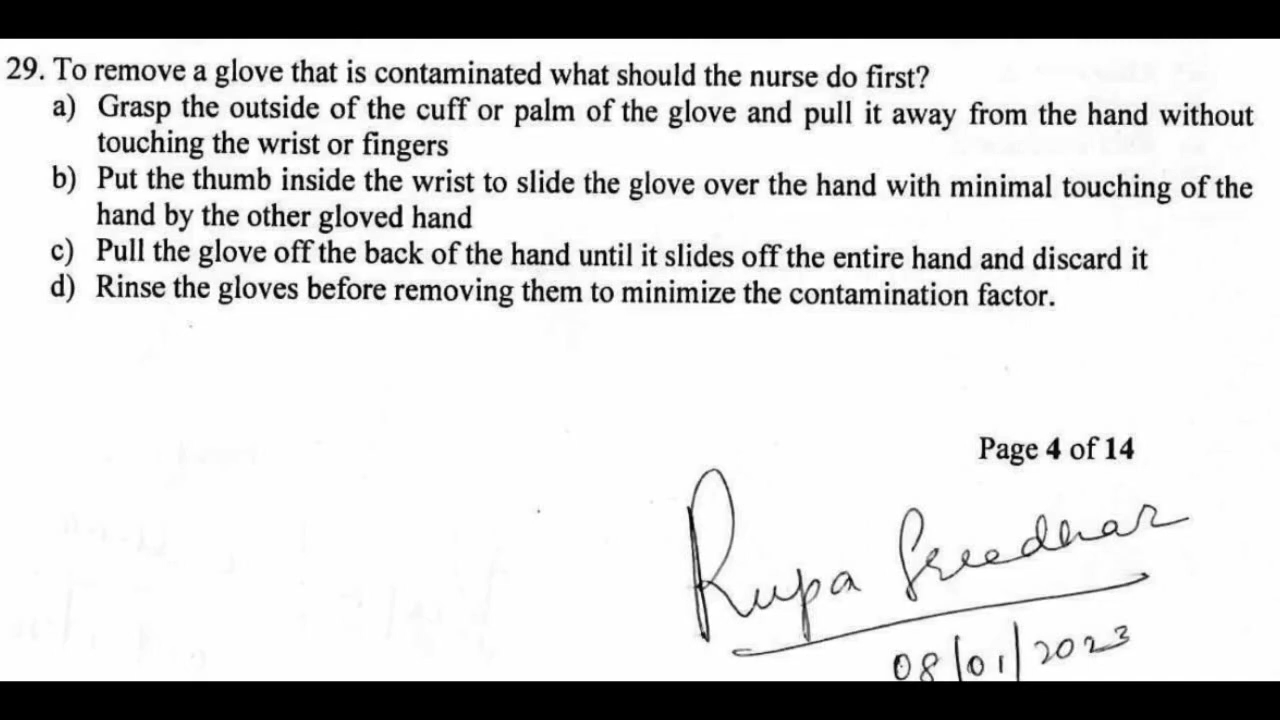 29. To remove a glove that is contaminated what should the nurse do first?
a) Grasp the outside of the cuff or palm of the glove and pull it away from the hand without
touching the wrist or fingers
b) Put the thumb inside the wrist to slide the glove over the hand with minimal touching of the
hand by the other gloved hand
c) Pull the glove off the back of the hand until it slides off the entire hand and discard it
d) Rinse the gloves before removing them to minimize the contamination factor.
Page 4 of 14
Rupa Sreedhar
08/01/2023